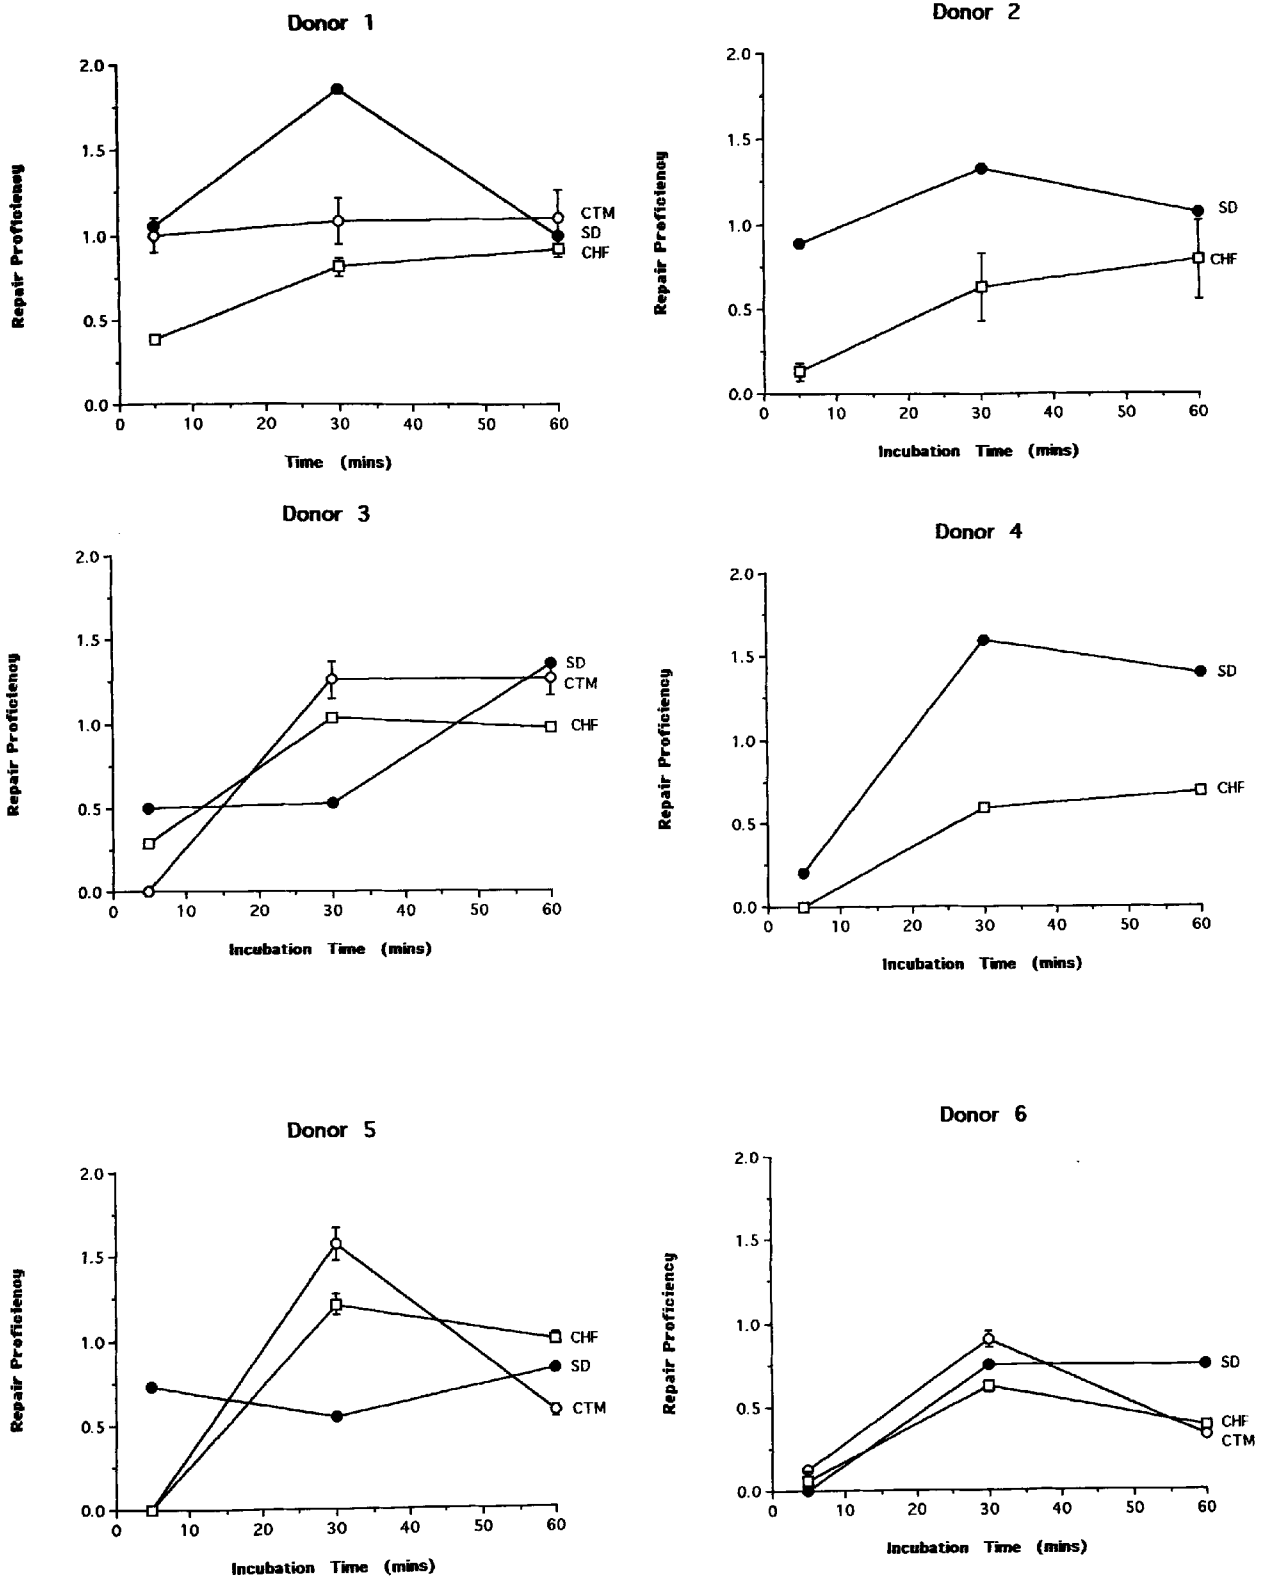 Donor 1
2.0
1.5
1.0
0.5
0.0
Repair Proficiency
CTM
SD
CHF
0 10 20 30 40 50 60
Time (mins)
Donor 2
2.0
1.5
1.0
0.5
0.0
Repair Proficiency
SD
CHF
0 10 20 30 40 50 60
Incubation Time (mins)
Donor 3
2.0
1.5
1.0
0.5
0.0
Repair Proficiency
SD
CTM
CHF
0 10 20 30 40 50 60
Incubation Time (mins)
Donor 4
2.0
1.5
1.0
0.5
0.0
Repair Proficiency
SD
CHF
0 10 20 30 40 50 60
Incubation Time (mins)
Donor 5
2.0
1.5
1.0
0.5
0.0
Repair Proficiency
CHF
SD
CTM
0 10 20 30 40 50 60
Incubation Time (mins)
Donor 6
2.0
1.5
1.0
0.5
0.0
Repair Proficiency
SD
CHF
CTM
0 10 20 30 40 50 60
Incubation Time (mins)